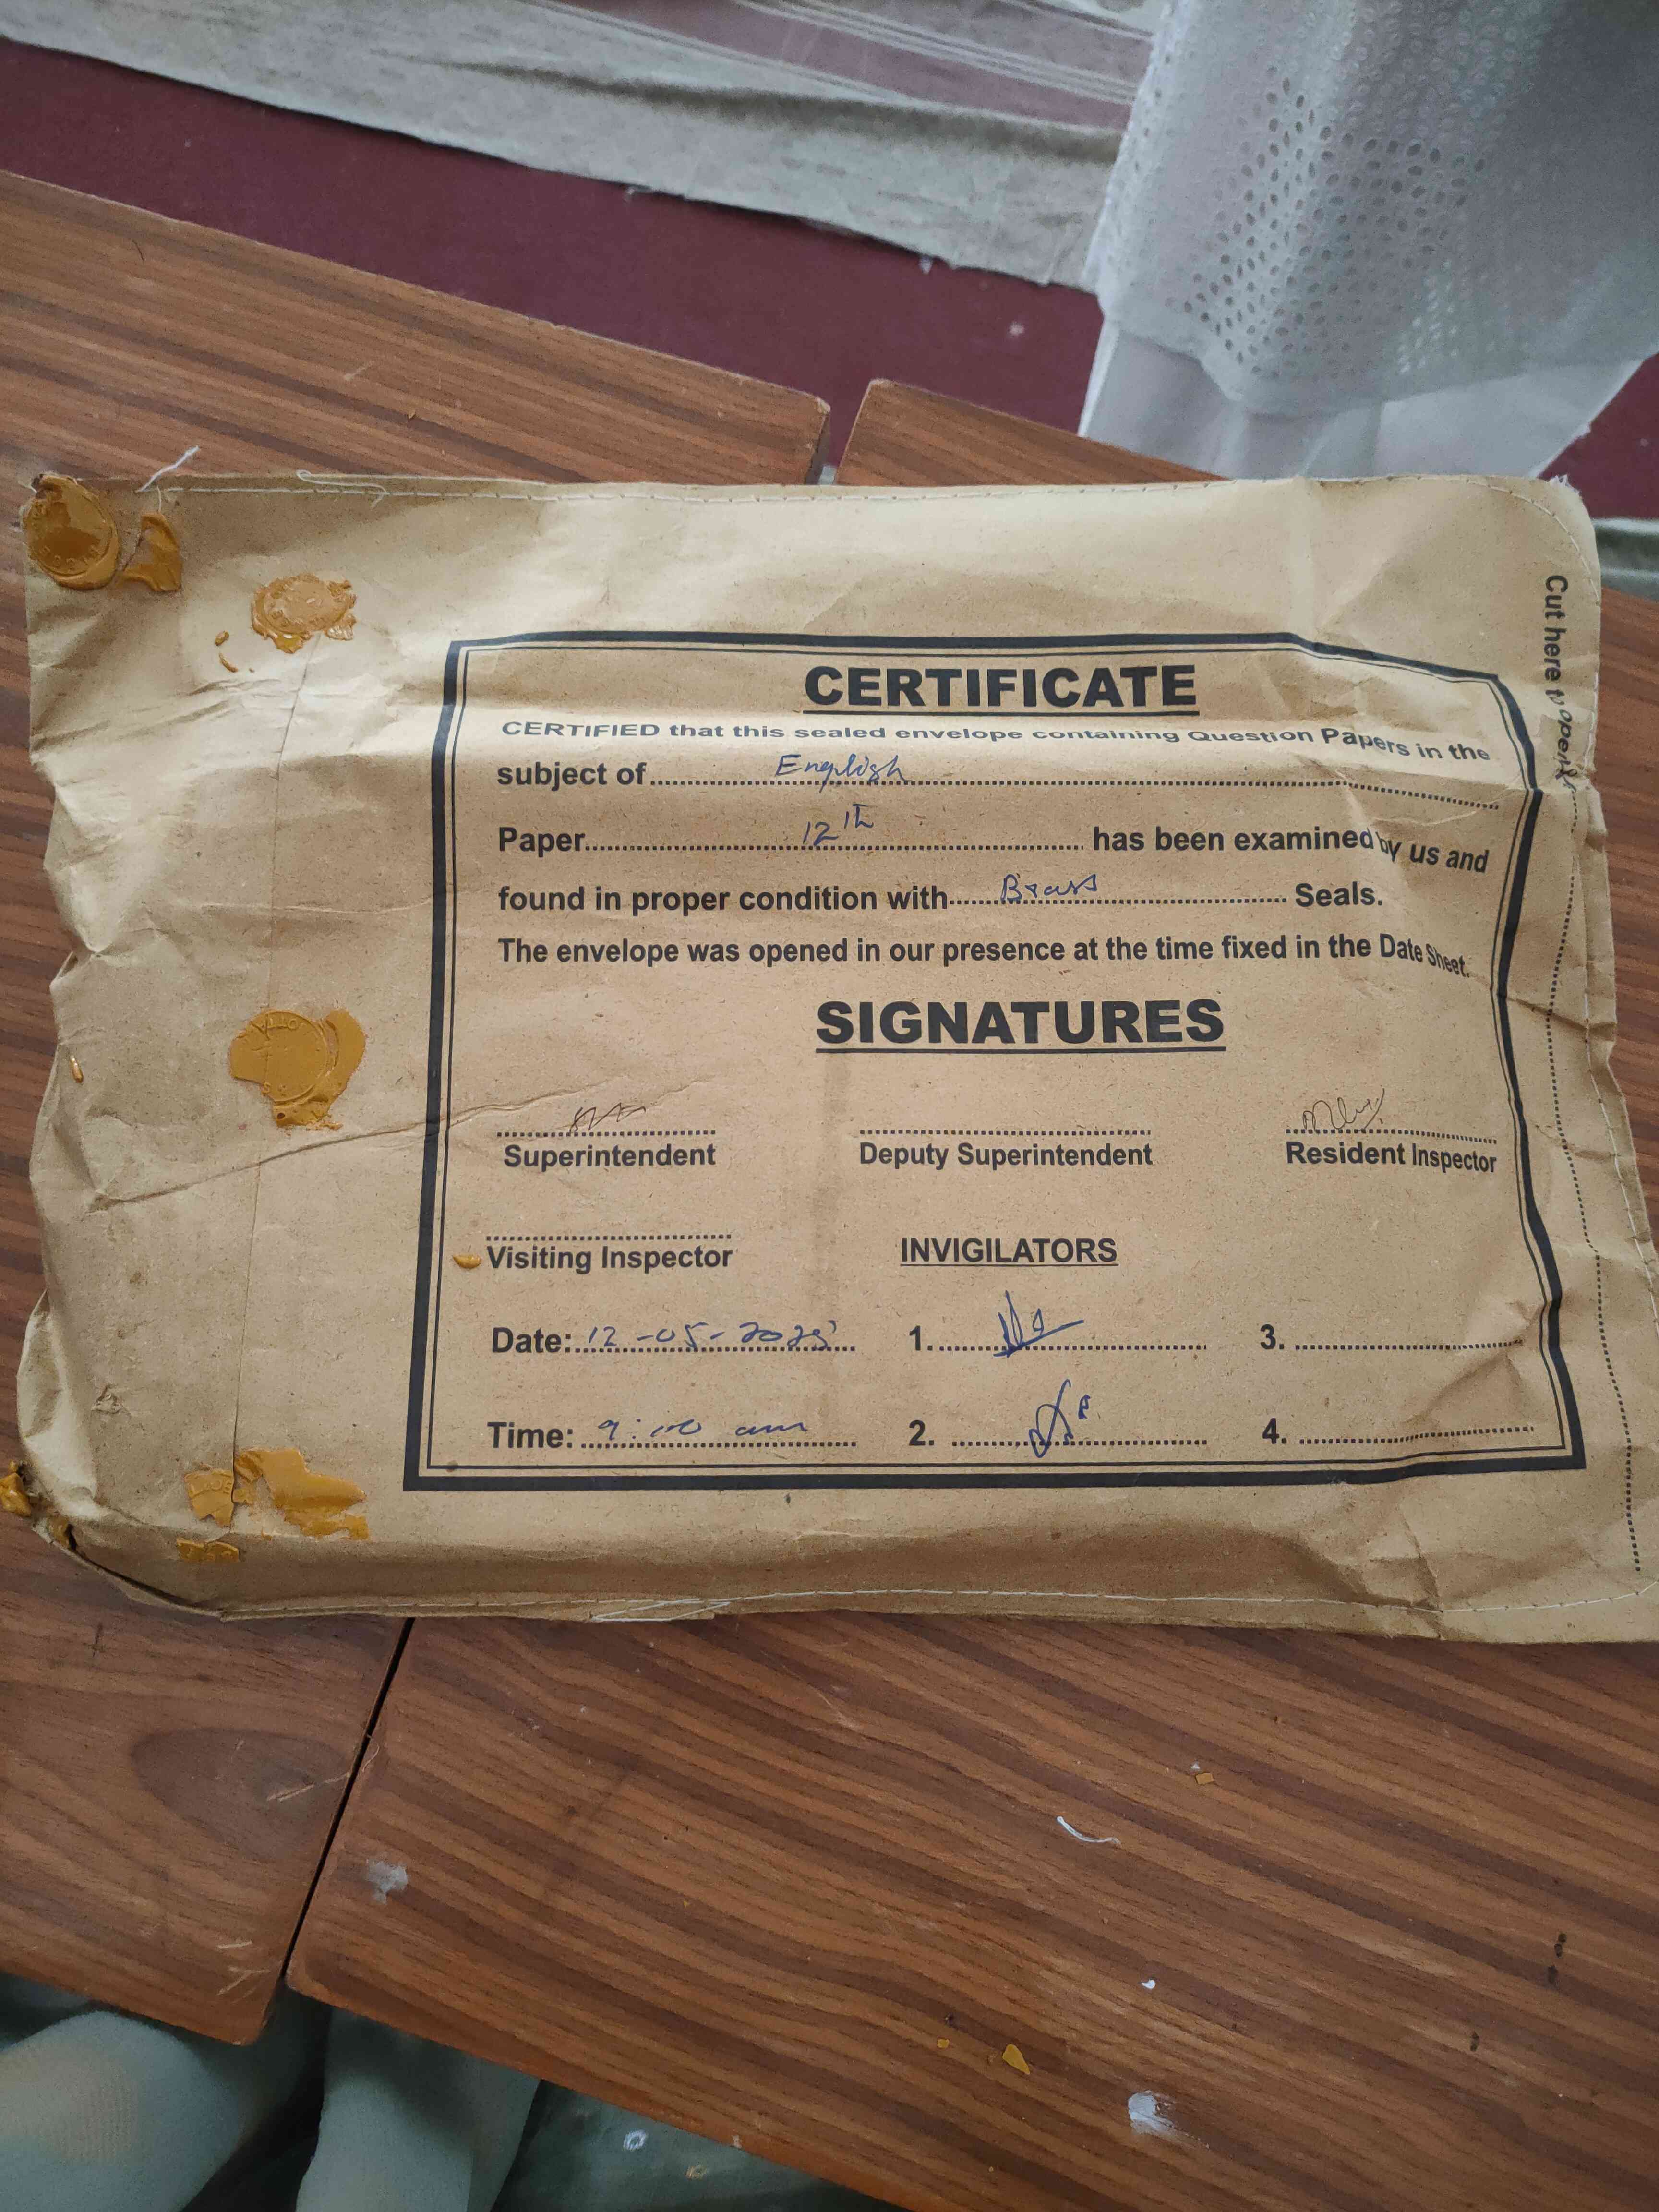 CERTIFICATE
CERTIFIED that this sealed envelope containing Question Papers in the
subject of English
Paper 12th has been examined by us and
found in proper condition with Brass Seals.
The envelope was opened in our presence at the time fixed in the Date Sheet.
SIGNATURES
Superintendent Deputy Superintendent Resident Inspector
Visiting Inspector INVIGILATORS
Date: 12-05-2025 1. 3.
Time: 9:00 am 2. 4.
Cut here to open